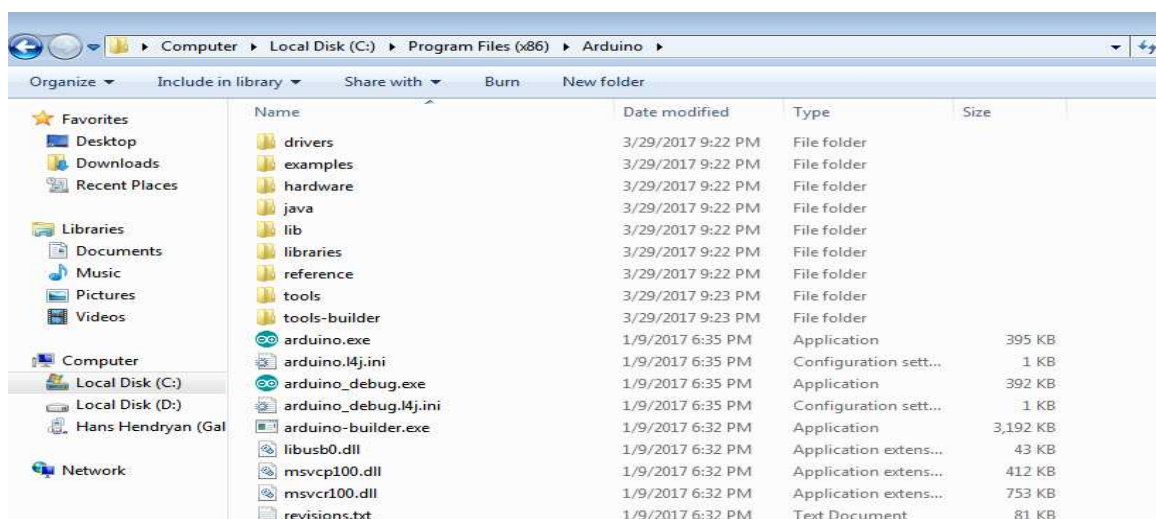 Computer Local Disk (C:) Program Files (x86) Arduino
Organize Include in library Share with Burn New folder
Favorites
Desktop
Downloads
Recent Places
Libraries
Documents
Music
Pictures
Videos
Computer
Local Disk (C:)
Local Disk (D:)
Hans Hendryan (Gal
Network
Name Date modified Type Size
drivers 3/29/2017 9:22 PM File folder
examples 3/29/2017 9:22 PM File folder
hardware 3/29/2017 9:22 PM File folder
java 3/29/2017 9:22 PM File folder
lib 3/29/2017 9:22 PM File folder
libraries 3/29/2017 9:22 PM File folder
reference 3/29/2017 9:22 PM File folder
tools 3/29/2017 9:23 PM File folder
tools-builder 3/29/2017 9:23 PM File folder
arduino.exe 1/9/2017 6:35 PM Application 395 KB
arduino.l4j.ini 1/9/2017 6:35 PM Configuration sett... 1 KB
arduino_debug.exe 1/9/2017 6:35 PM Application 392 KB
arduino_debug.l4j.ini 1/9/2017 6:35 PM Configuration sett... 1 KB
arduino-builder.exe 1/9/2017 6:32 PM Application 3,192 KB
libusb0.dll 1/9/2017 6:32 PM Application extens... 43 KB
msvcp100.dll 1/9/2017 6:32 PM Application extens... 412 KB
msvcr100.dll 1/9/2017 6:32 PM Application extens... 753 KB
revisions.txt 1/9/2017 6:32 PM Text Document 81 KB